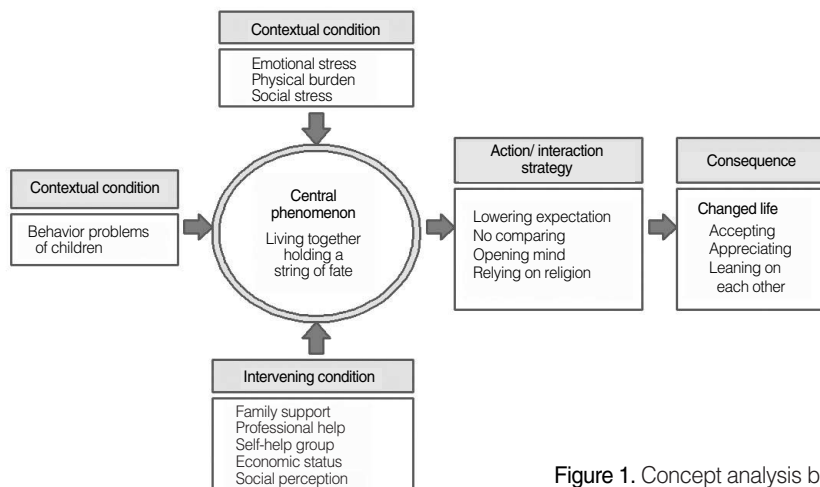 Contextual condition
Emotional stress
Physical burden
Social stress
Contextual condition
Behavior problems
of children
Central
phenomenon
Living together
holding a
string of fate
Action/ interaction
strategy
Lowering expectation
No comparing
Opening mind
Relying on religion
Consequence
Changed life
Accepting
Appreciating
Leaning on
each other
Intervening condition
Family support
Professional help
Self-help group
Economic status
Social perception
Figure 1. Concept analysis b